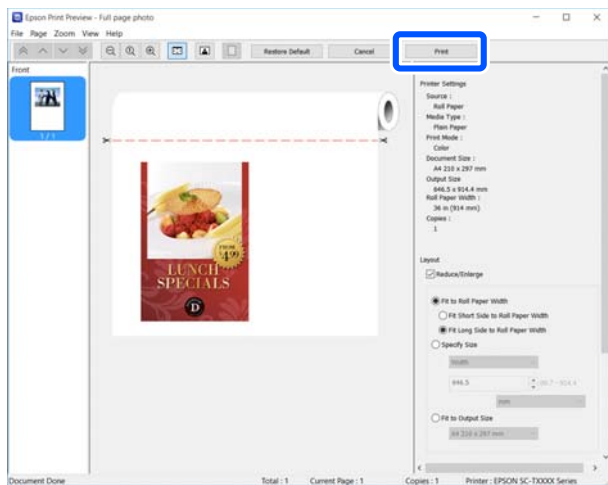 Epson Print Preview - Full page photo
File Page Zoom View Help
Restore Default Cancel Print
Front
1 / 1
FROM
$4.99
LUNCH
SPECIALS
D
Printer Settings
Source :
Roll Paper
Media Type :
Plain Paper
Print Mode :
Color
Document Size :
A4 210 x 297 mm
Output Size
646.5 x 914.4 mm
Roll Paper Width :
36 in (914 mm)
Copies :
1
Layout
Reduce/Enlarge
Fit to Roll Paper Width
Fit Short Side to Roll Paper Width
Fit Long Side to Roll Paper Width
Specify Size
Width
646.5
mm
Fit to Output Size
A4 210 x 297 mm
Document Done Total : 1 Current Page : 1 Copies : 1 Printer : EPSON SC-TXXXX Series